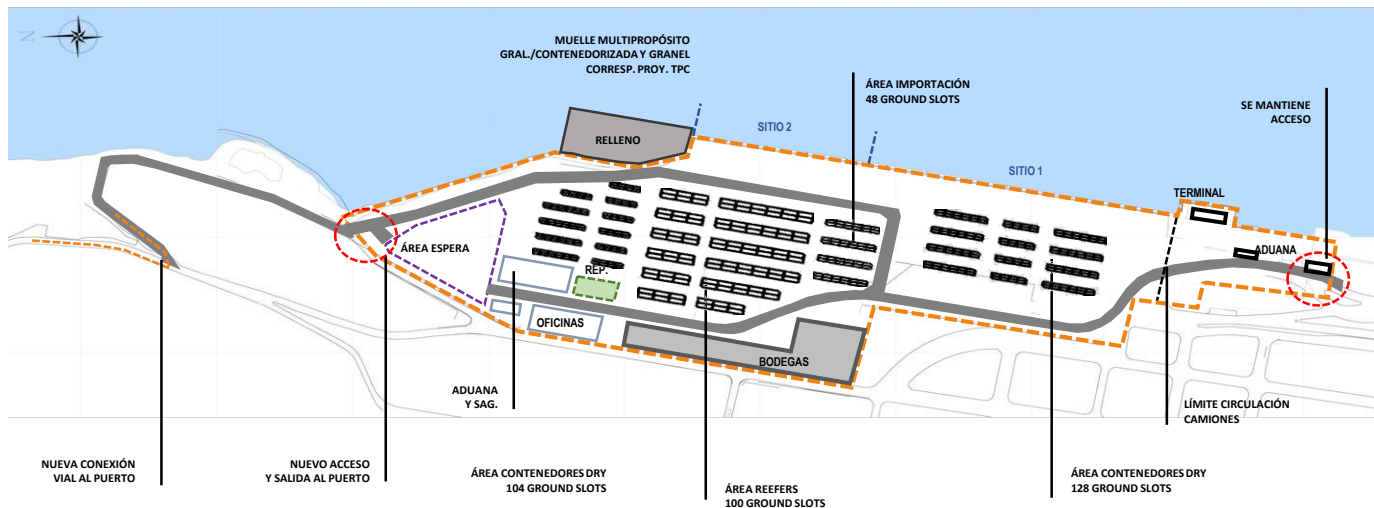 N
MUELLE MULTIPROPÓSITO
GRAL./CONTENEDORIZADA Y GRANEL
CORRESP. PROY. TPC
ÁREA IMPORTACIÓN
48 GROUND SLOTS
SE MANTIENE
ACCESO
RELLENO
SITIO 2
SITIO 1
TERMINAL
ÁREA ESPERA
ADUANA
REP.
OFICINAS
BODEGAS
ADUANA
Y SAG.
LÍMITE CIRCULACIÓN
CAMIONES
NUEVA CONEXIÓN
VIAL AL PUERTO
NUEVO ACCESO
Y SALIDA AL PUERTO
ÁREA CONTENEDORES DRY
104 GROUND SLOTS
ÁREA REEFERS
100 GROUND SLOTS
ÁREA CONTENEDORES DRY
128 GROUND SLOTS